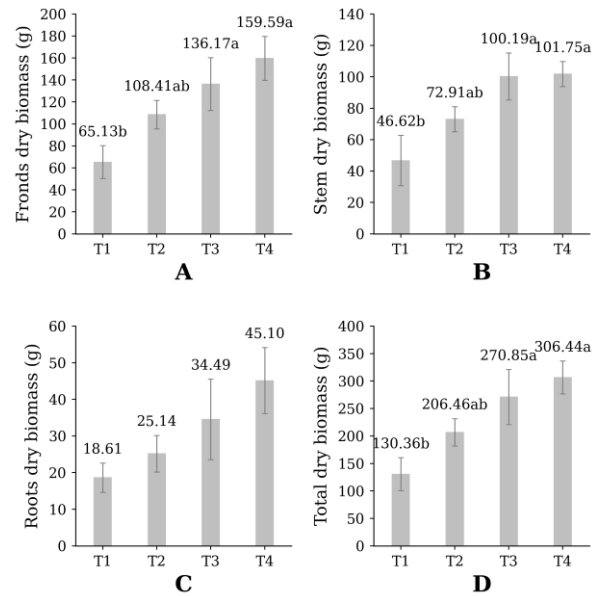 Fronds dry biomass (g)
200
180
160
140
120
100
80
60
40
20
0
65.13b
108.41ab
136.17a
159.59a
T1 T2 T3 T4
A
Stem dry biomass (g)
140
120
100
80
60
40
20
0
46.62b
72.91ab
100.19a
101.75a
T1 T2 T3 T4
B
Roots dry biomass (g)
60
50
40
30
20
10
0
18.61
25.14
34.49
45.10
T1 T2 T3 T4
C
Total dry biomass (g)
400
350
300
250
200
150
100
50
0
130.36b
206.46ab
270.85a
306.44a
T1 T2 T3 T4
D